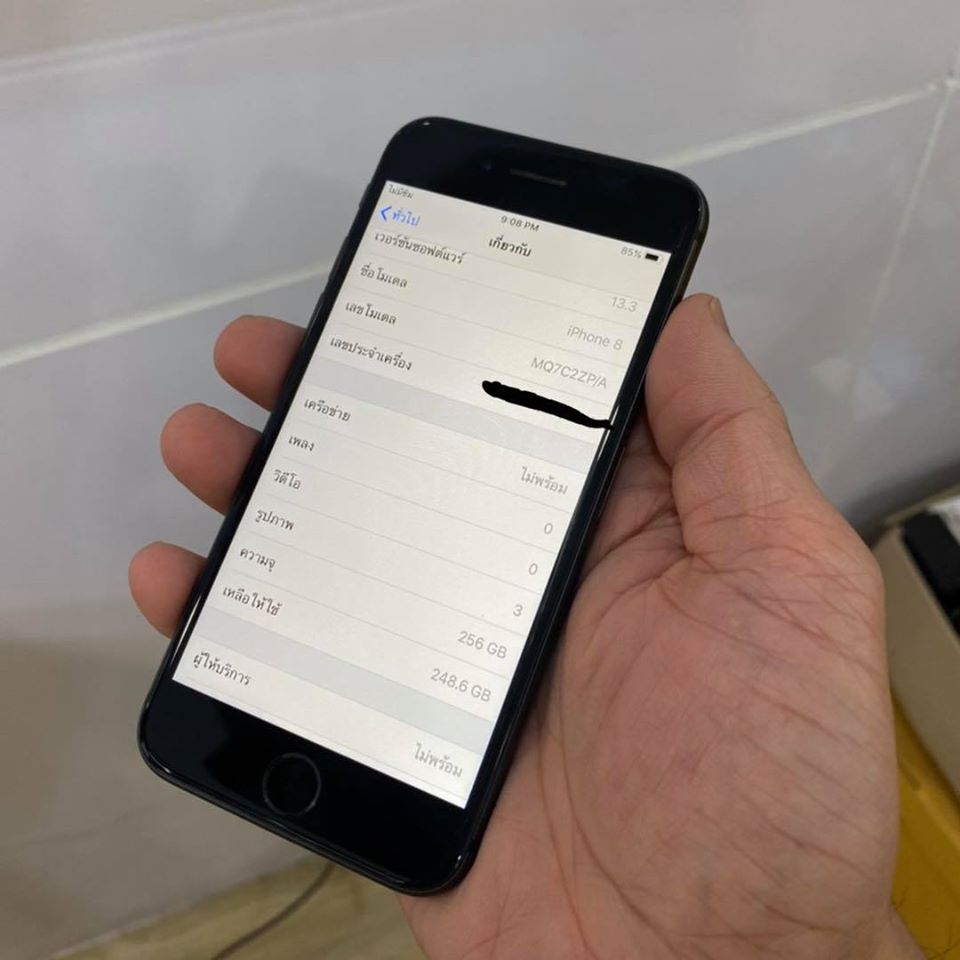 ไม่มีซิม 9:08 PM 85%
ทั่วไป เกี่ยวกับ
เวอร์ชันซอฟต์แวร์ 13.3
ชื่อโมเดล iPhone 8
เลขโมเดล MQ7C2ZP/A
เลขประจำเครื่อง
เครือข่าย ไม่พร้อม
เพลง 0
วิดีโอ 0
รูปภาพ 3
ความจุ 256 GB
เหลือให้ใช้ 248.6 GB
ผู้ให้บริการ ไม่พร้อม